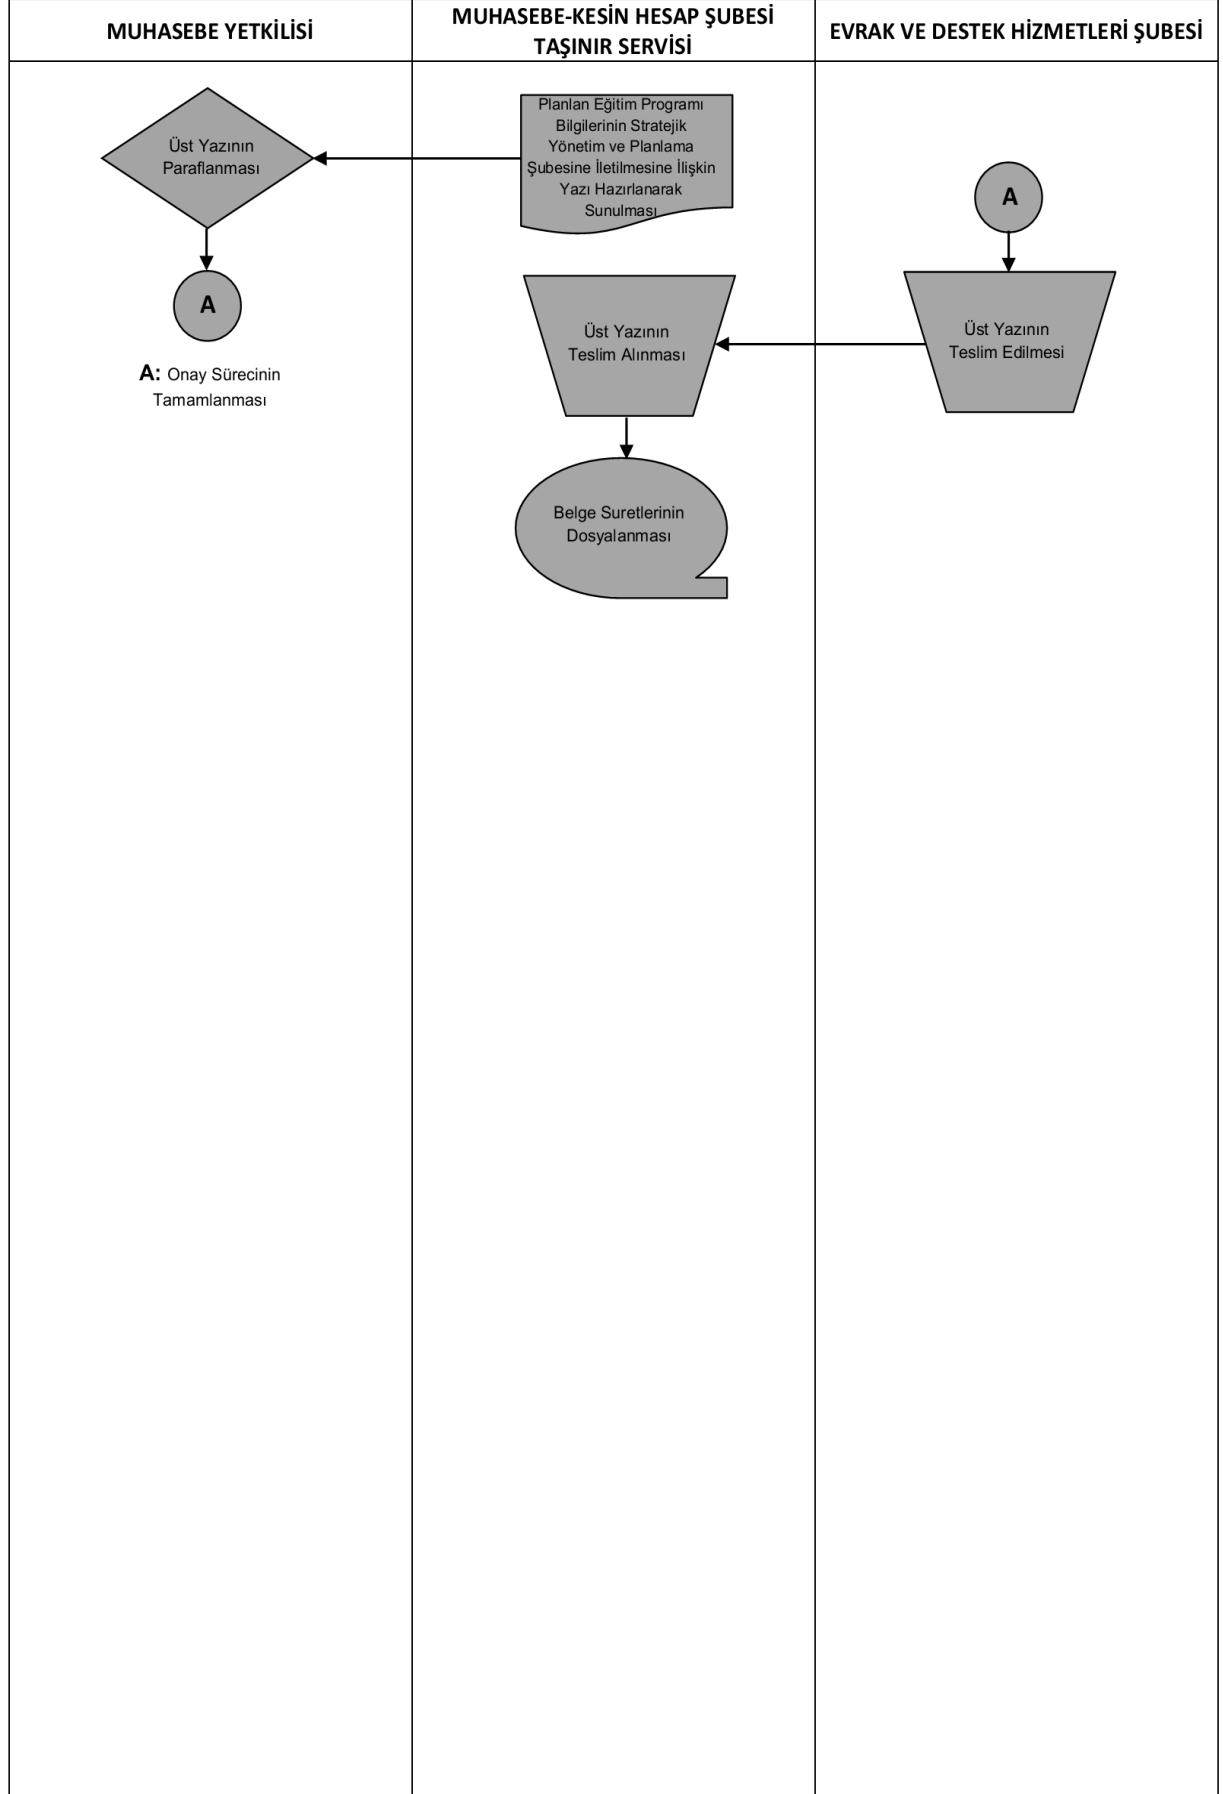 MUHASEBE YETKİLİSİ
MUHASEBE-KESİN HESAP ŞUBESİ
TAŞINIR SERVİSİ
EVRAK VE DESTEK HİZMETLERİ ŞUBESİ
Üst Yazının
Paraflanması
A
A: Onay Sürecinin
Tamamlanması
Planlan Eğitim Programı
Bilgilerinin Stratejik
Yönetim ve Planlama
Şubesine İletilmesine İlişkin
Yazı Hazırlanarak
Sunulması
Üst Yazının
Teslim Alınması
Belge Suretlerinin
Dosyalanması
A
Üst Yazının
Teslim Edilmesi